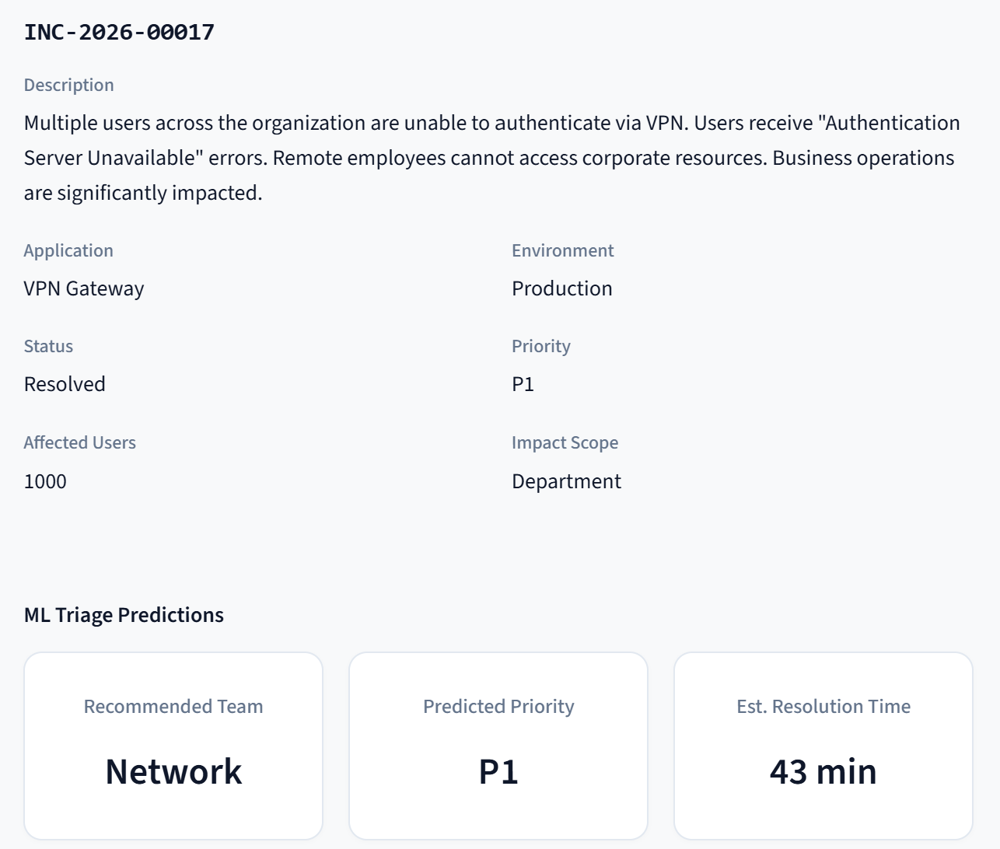 INC-2026-00017
Description
Multiple users across the organization are unable to authenticate via VPN. Users receive "Authentication
Server Unavailable" errors. Remote employees cannot access corporate resources. Business operations
are significantly impacted.
Application
Environment
VPN Gateway
Production
Status
Priority
Resolved
P1
Affected Users
Impact Scope
1000
Department
ML Triage Predictions
Recommended Team
Predicted Priority
Est. Resolution Time
Network
P1
43 min